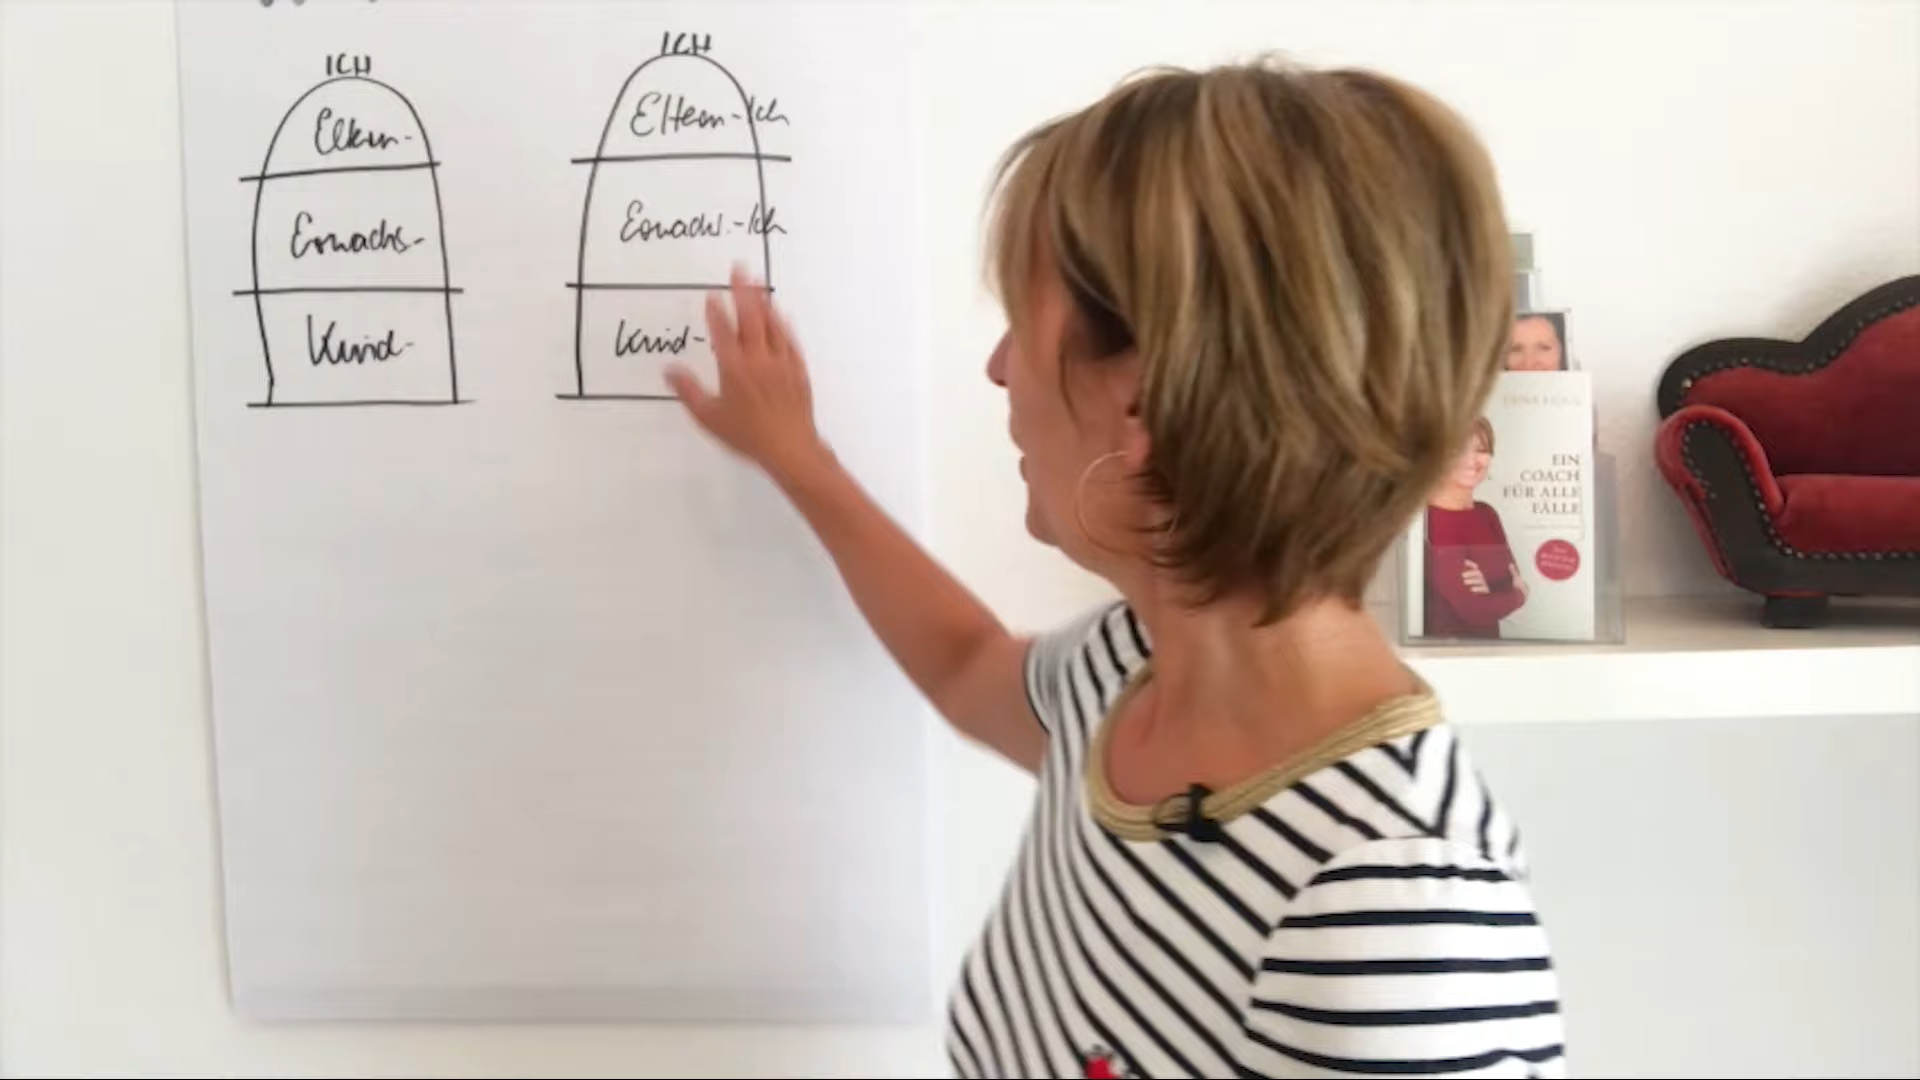 ICH
Eltern-
Erwachs-
Kind-
ICH
Eltern-Ich
Erwachs.-Ich
Kind-
EIN
COACH
FÜR ALLE
FÄLLE